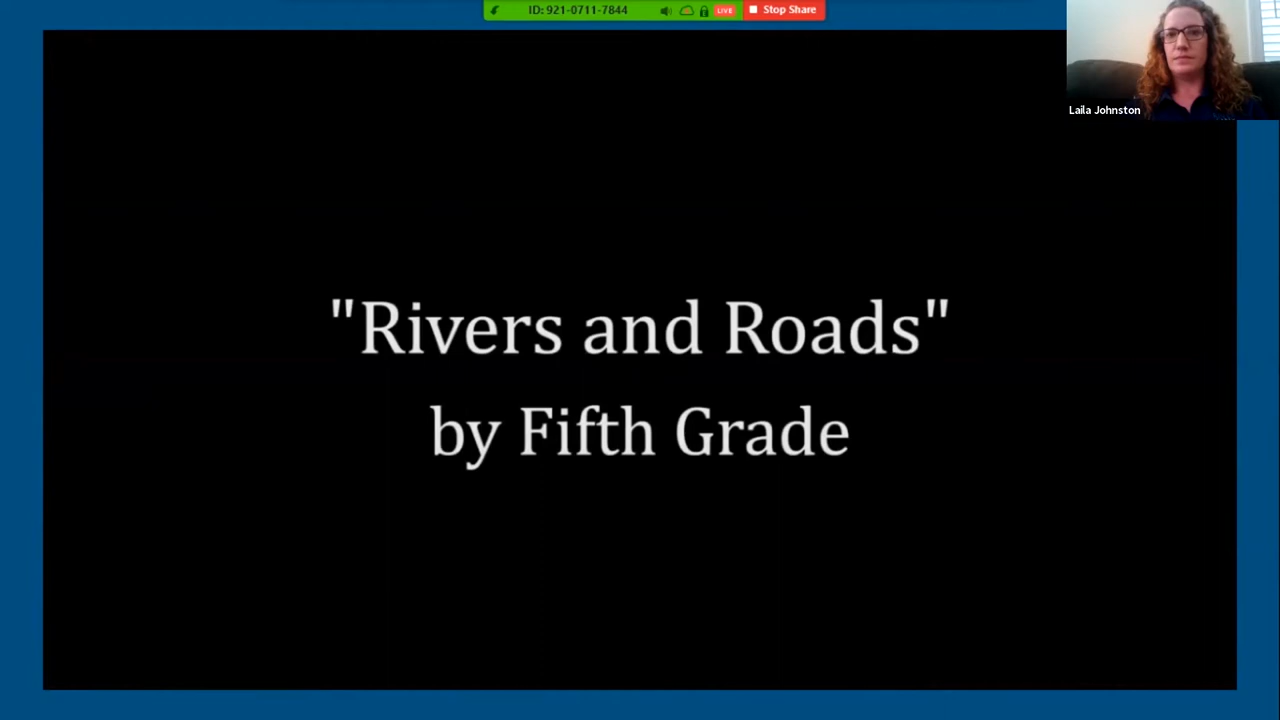 ID: 921-0711-7844
LIVE
Stop Share
Laila Johnston
"Rivers and Roads"
by Fifth Grade